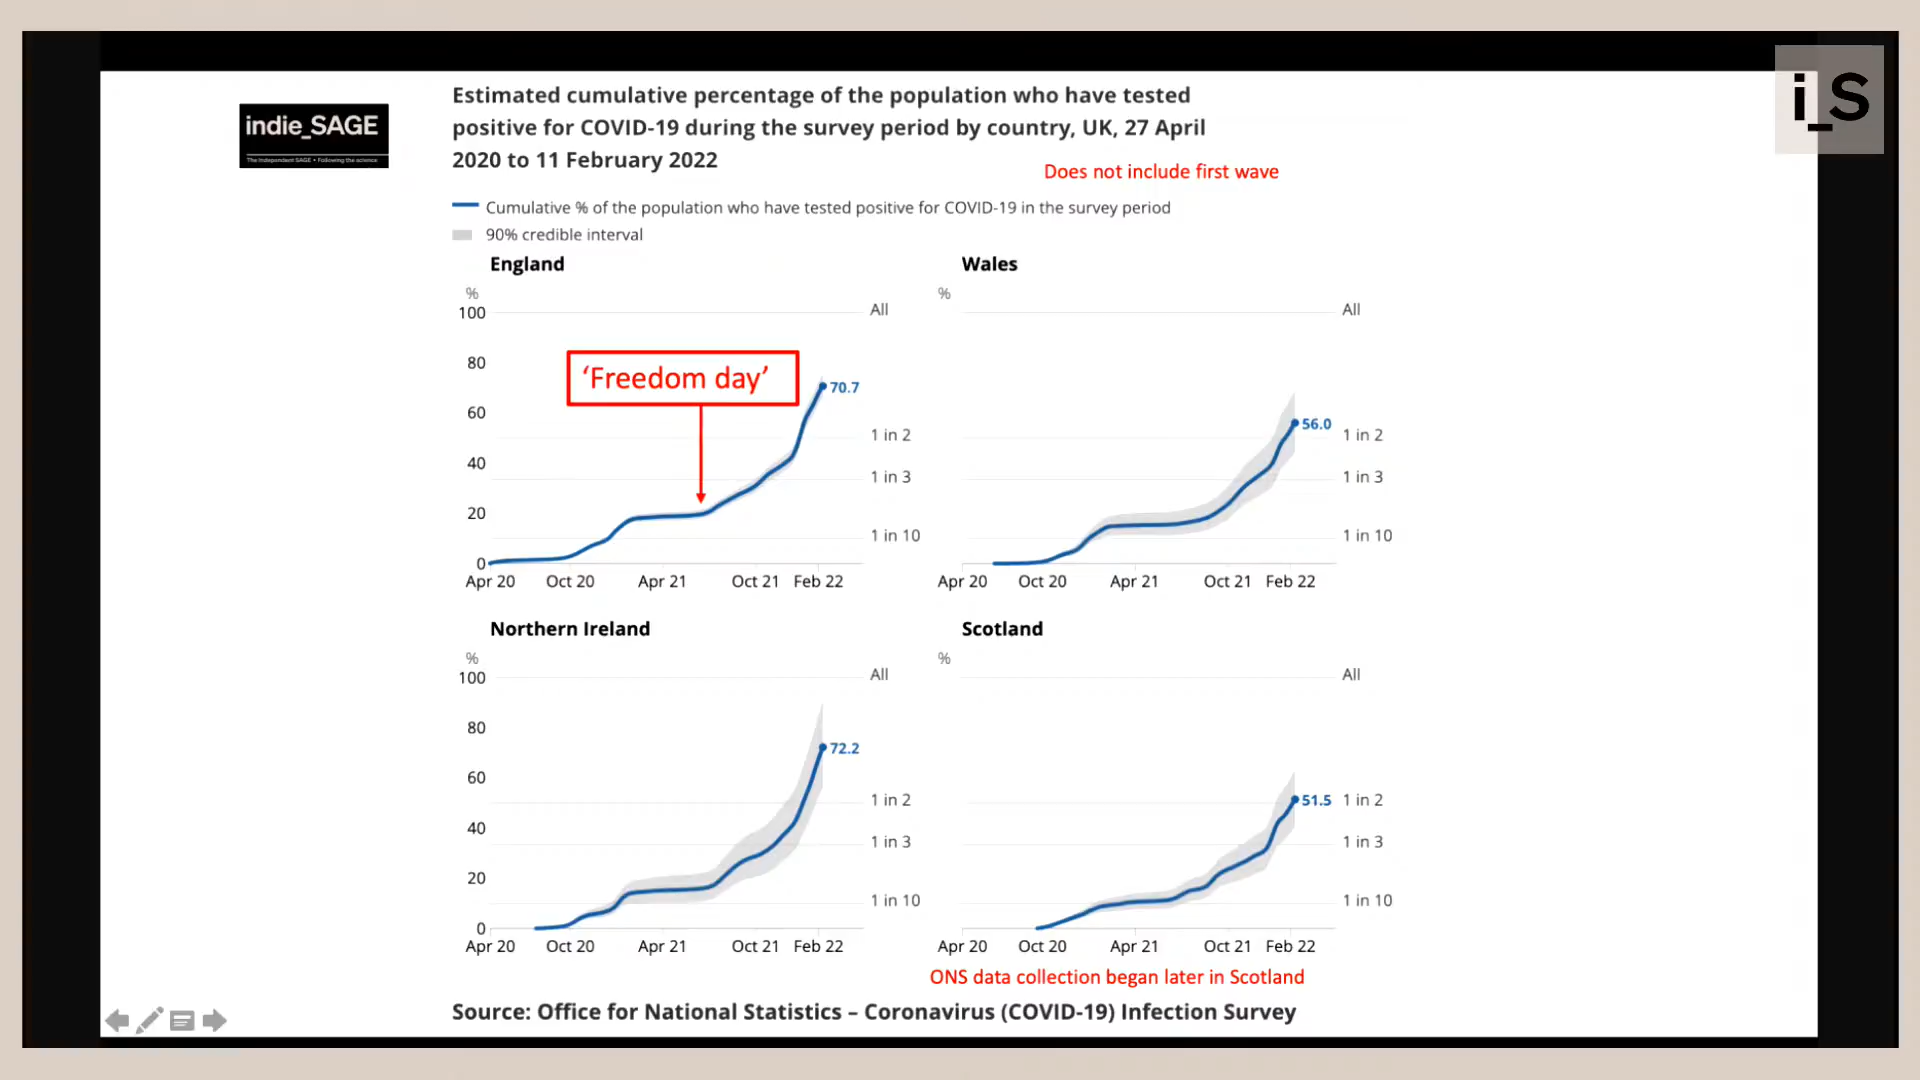 i_S
indie_SAGE
The Independent SAGE • Following the science
Estimated cumulative percentage of the population who have tested
positive for COVID-19 during the survey period by country, UK, 27 April
2020 to 11 February 2022
Does not include first wave
Cumulative % of the population who have tested positive for COVID-19 in the survey period
90% credible interval
England
%
100
80
60
40
20
0
All
1 in 2
1 in 3
1 in 10
‘Freedom day’
70.7
Apr 20 Oct 20 Apr 21 Oct 21 Feb 22
Wales
%
All
1 in 2
1 in 3
1 in 10
56.0
Apr 20 Oct 20 Apr 21 Oct 21 Feb 22
Northern Ireland
%
100
80
60
40
20
0
All
1 in 2
1 in 3
1 in 10
72.2
Apr 20 Oct 20 Apr 21 Oct 21 Feb 22
Scotland
%
All
1 in 2
1 in 3
1 in 10
51.5
Apr 20 Oct 20 Apr 21 Oct 21 Feb 22
ONS data collection began later in Scotland
Source: Office for National Statistics – Coronavirus (COVID-19) Infection Survey